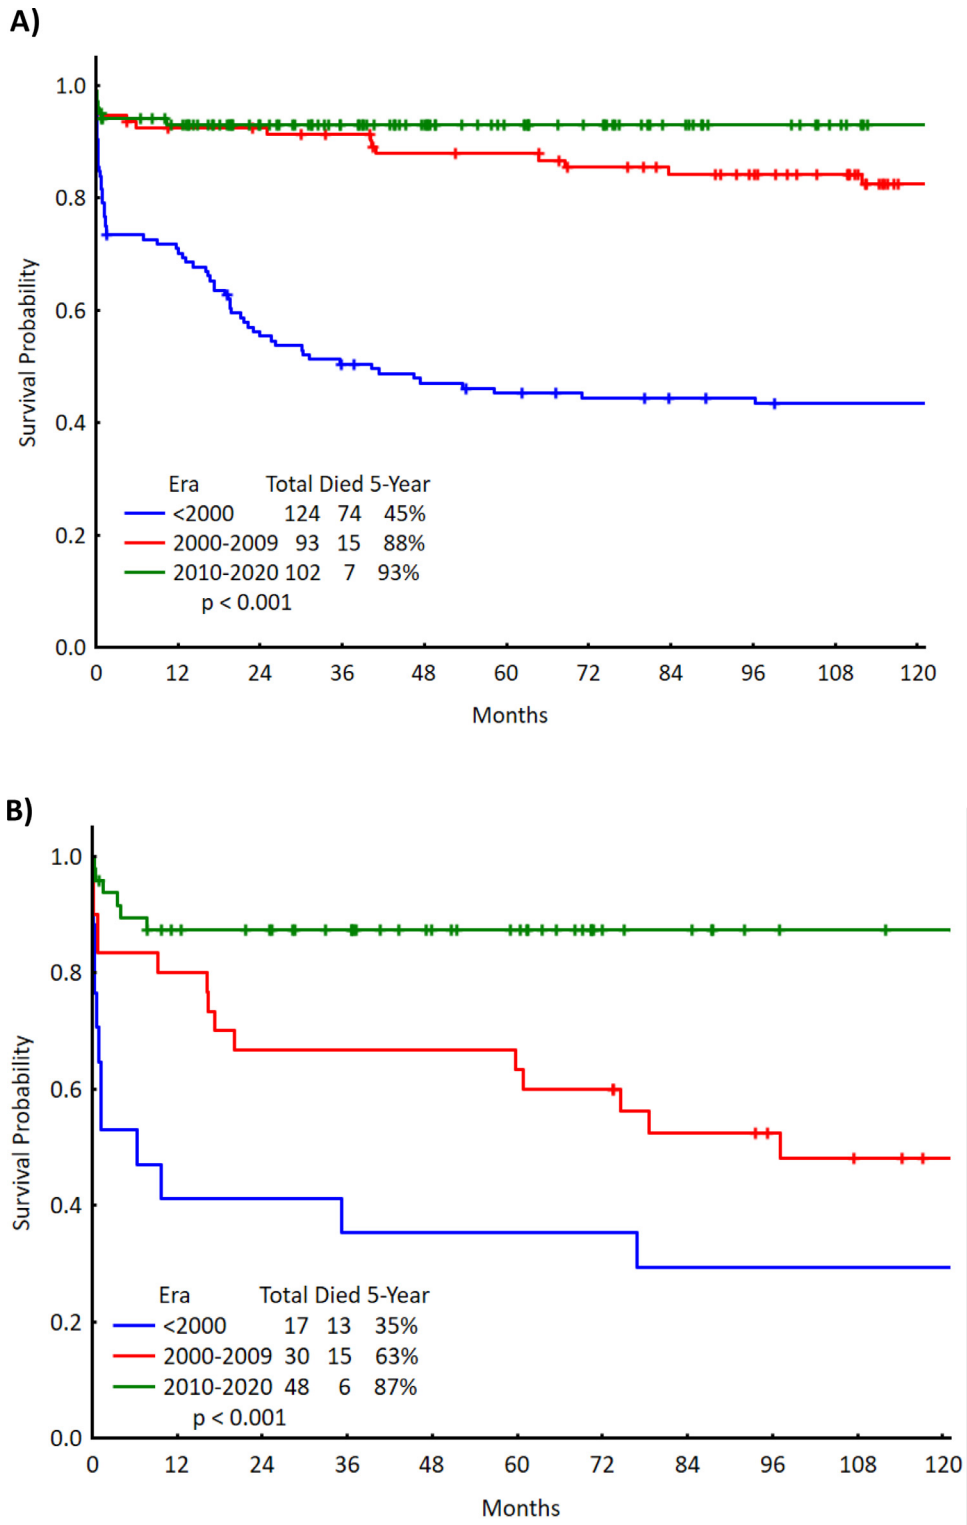 A)
1.0
0.8
0.6
0.4
0.2
0.0
Survival Probability
Era Total Died 5-Year
<2000 124 74 45%
2000-2009 93 15 88%
2010-2020 102 7 93%
p < 0.001
0 12 24 36 48 60 72 84 96 108 120
Months
B)
1.0
0.8
0.6
0.4
0.2
0.0
Survival Probability
Era Total Died 5-Year
<2000 17 13 35%
2000-2009 30 15 63%
2010-2020 48 6 87%
p < 0.001
0 12 24 36 48 60 72 84 96 108 120
Months